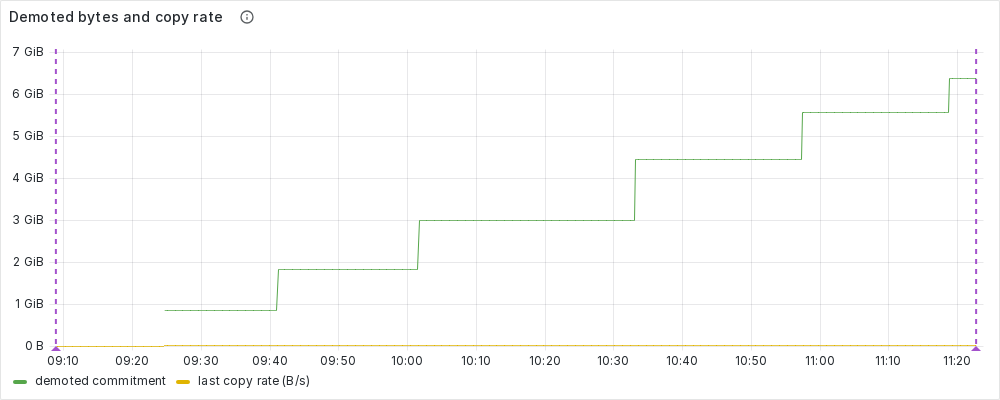 Demoted bytes and copy rate
7 GiB
6 GiB
5 GiB
4 GiB
3 GiB
2 GiB
1 GiB
0 B
09:10 09:20 09:30 09:40 09:50 10:00 10:10 10:20 10:30 10:40 10:50 11:00 11:10 11:20
demoted commitment last copy rate (B/s)